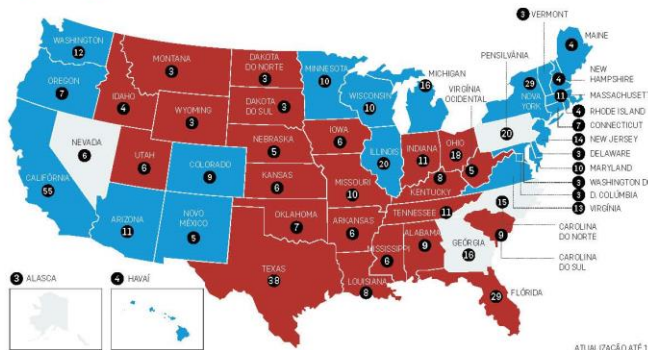 3 VERMONT
WASHINGTON
12
MONTANA
3
DAKOTA
DO NORTE
3
MINNESOTA
10
MICHIGAN
16
PENSILVÂNIA
20
MAINE
4
OREGON
7
IDAHO
4
WYOMING
3
DAKOTA
DO SUL
3
WISCONSIN
10
VIRGÍNIA
OCIDENTAL
5
29
NOVA
YORK
4
NEW
HAMPSHIRE
11
MASSACHUSETT
4
RHODE ISLAND
7
CONNECTICUT
14
NEW JERSEY
3
DELAWARE
10
MARYLAND
3
WASHINGTON D
3
D. COLÚMBIA
13
VIRGÍNIA
NEVADA
6
UTAH
6
COLORADO
9
NEBRASKA
5
IOWA
6
ILLINOIS
20
INDIANA
11
OHIO
18
CALIFÓRNIA
55
KANSAS
6
MISSOURI
10
8
KENTUCKY
15
CAROLINA
DO NORTE
ARIZONA
11
NOVO
MÉXICO
5
OKLAHOMA
7
ARKANSAS
6
TENNESSEE
11
9
CAROLINA
DO SUL
MISSISSIPPI
6
ALABAMA
9
GEÓRGIA
16
TEXAS
38
LOUISIANA
8
FLÓRIDA
29
3 ALASCA
4 HAVAÍ
ATUALIZAÇÃO ATÉ 1